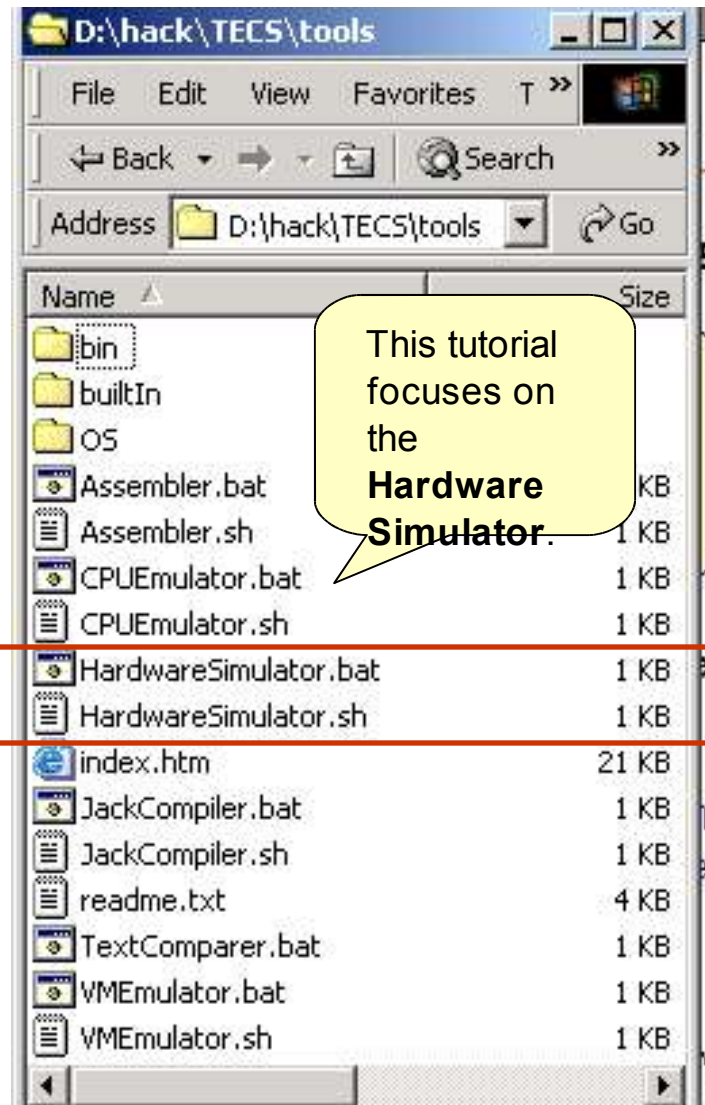 D:\hack\TECS\tools
File Edit View Favorites T »
Back Search »
Address D:\hack\TECS\tools Go
Name Size
bin
builtIn
OS
This tutorial
focuses on
the
Hardware
Simulator.
Assembler.bat KB
Assembler.sh 1 KB
CPUEmulator.bat 1 KB
CPUEmulator.sh 1 KB
HardwareSimulator.bat 1 KB
HardwareSimulator.sh 1 KB
index.htm 21 KB
JackCompiler.bat 1 KB
JackCompiler.sh 1 KB
readme.txt 4 KB
TextComparer.bat 1 KB
VMEmulator.bat 1 KB
VMEmulator.sh 1 KB